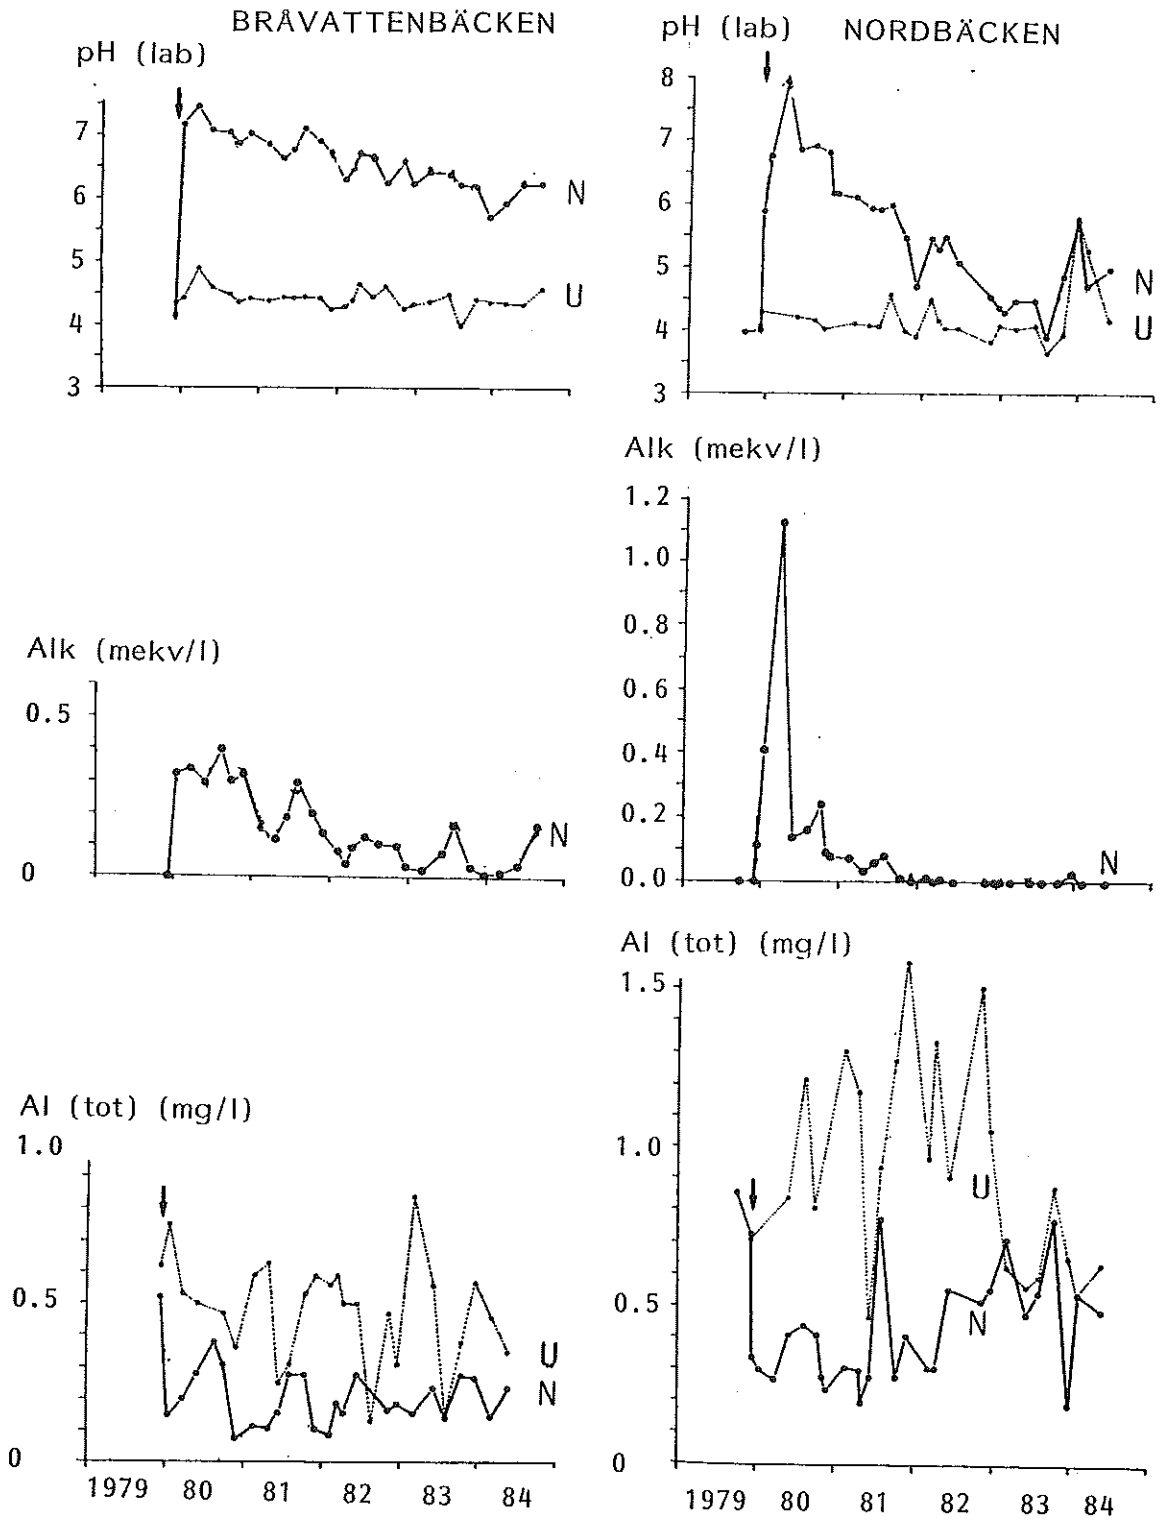 BRÅVATTENBÄCKEN
pH (lab)
7
6
5
4
3
N
U
NORDBÄCKEN
pH (lab)
8
7
6
5
4
3
N
U
Alk (mekv/l)
0.5
0
N
Alk (mekv/l)
1.2
1.0
0.8
0.6
0.4
0.2
0.0
N
Al (tot) (mg/l)
1.0
0.5
0
U
N
1979 80 81 82 83 84
Al (tot) (mg/l)
1.5
1.0
0.5
0
U
N
1979 80 81 82 83 84